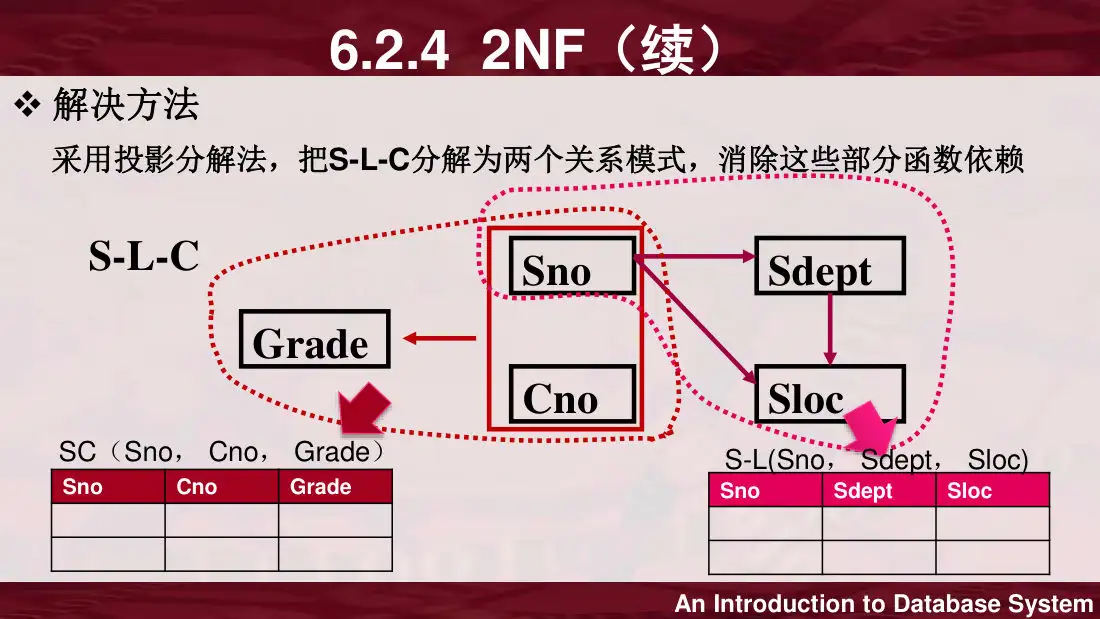 6.2.4 2NF（续）
❖ 解决方法
采用投影分解法，把S-L-C分解为两个关系模式，消除这些部分函数依赖
S-L-C
Sno
Sdept
Grade
Cno
Sloc
SC（Sno， Cno， Grade）
Sno Cno Grade
S-L(Sno， Sdept， Sloc)
Sno Sdept Sloc
An Introduction to Database System